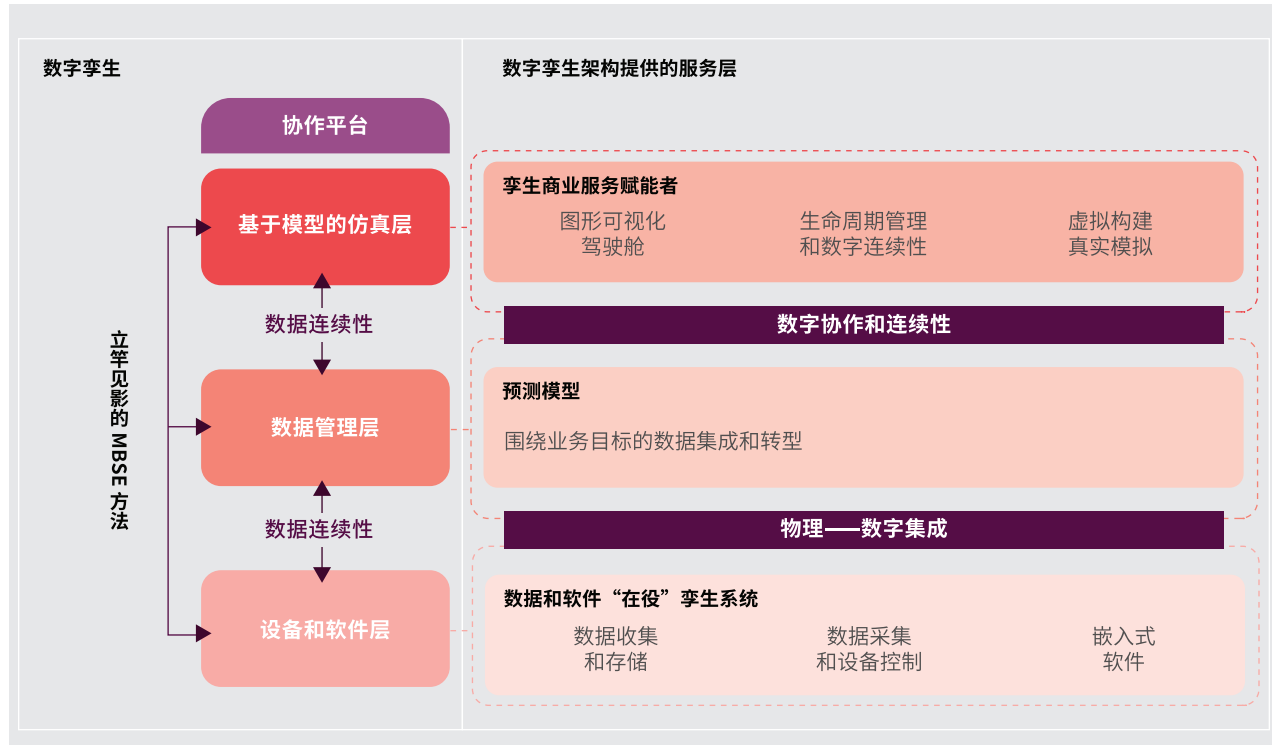 数字孪生
数字孪生架构提供的服务层
协作平台
基于模型的仿真层
数据连续性
数据管理层
数据连续性
设备和软件层
立竿见影的 MBSE 方法
孪生商业服务赋能者
图形可视化
驾驶舱
生命周期管理
和数字连续性
虚拟构建
真实模拟
数字协作和连续性
预测模型
围绕业务目标的数据集成和转型
物理——数字集成
数据和软件“在役”孪生系统
数据收集
和存储
数据采集
和设备控制
嵌入式
软件